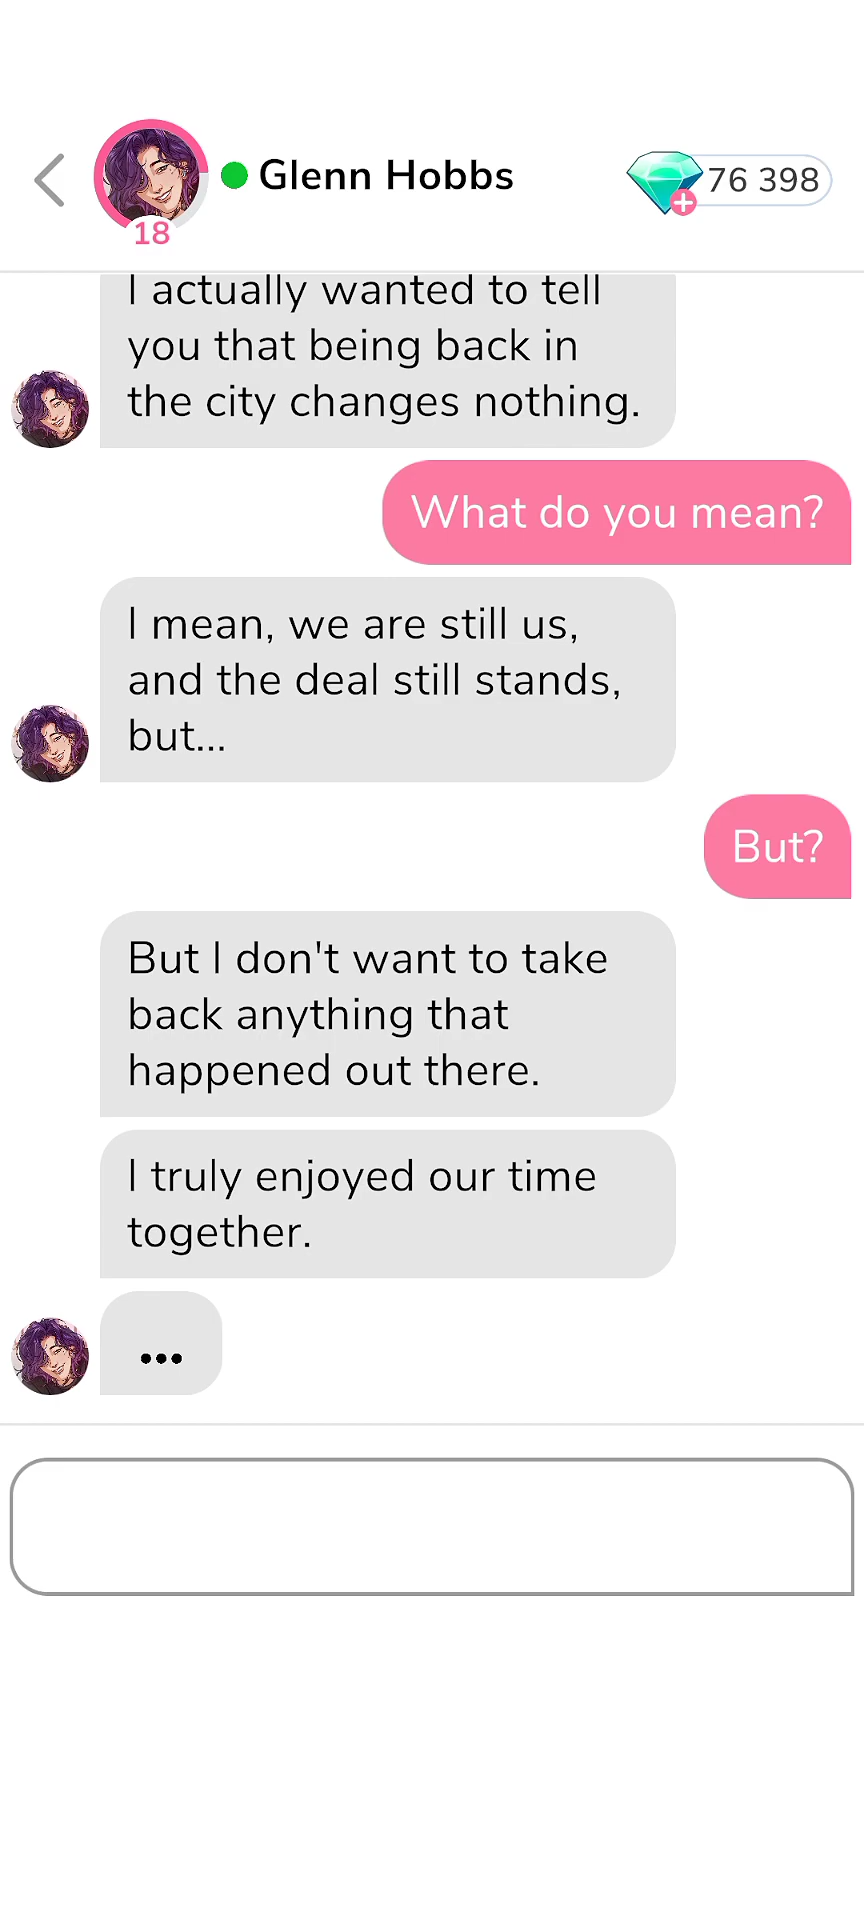 Glenn Hobbs
76 398
18
I actually wanted to tell
you that being back in
the city changes nothing.
What do you mean?
I mean, we are still us,
and the deal still stands,
but...
But?
But I don't want to take
back anything that
happened out there.
I truly enjoyed our time
together.
...